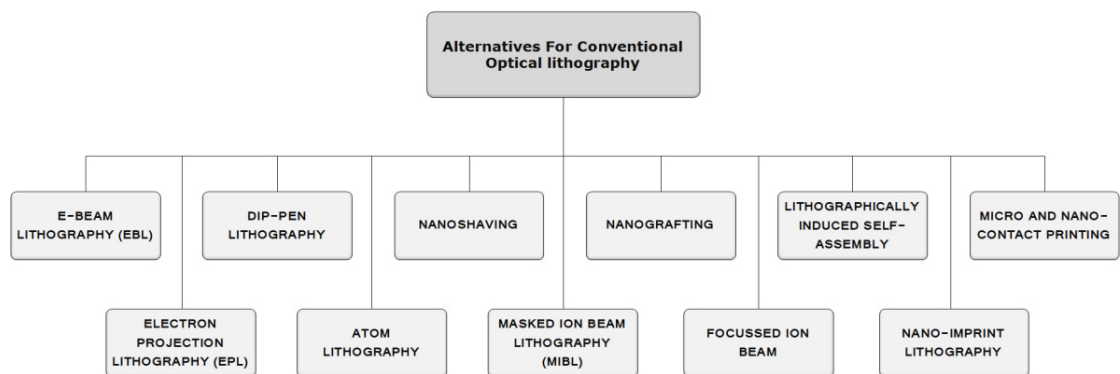 Alternatives For Conventional
Optical lithography
E-BEAM
LITHOGRAPHY (EBL)
DIP-PEN
LITHOGRAPHY
NANOSHAVING
NANOGRAFTING
LITHOGRAPHICALLY
INDUCED SELF-
ASSEMBLY
MICRO AND NANO-
CONTACT PRINTING
ELECTRON
PROJECTION
LITHOGRAPHY (EPL)
ATOM
LITHOGRAPHY
MASKED ION BEAM
LITHOGRAPHY
(MIBL)
FOCUSSED ION
BEAM
NANO-IMPRINT
LITHOGRAPHY